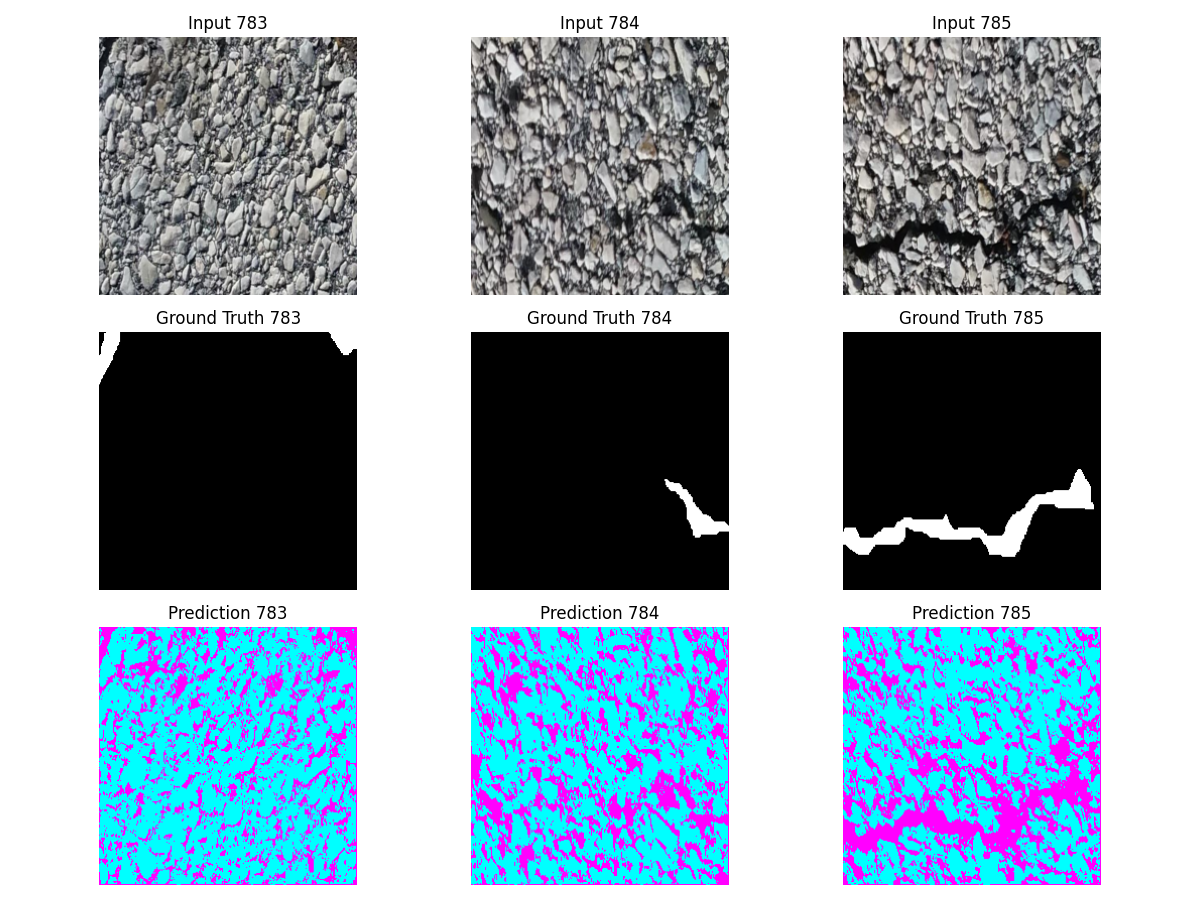 Input 783
Input 784
Input 785
Ground Truth 783
Ground Truth 784
Ground Truth 785
Prediction 783
Prediction 784
Prediction 785